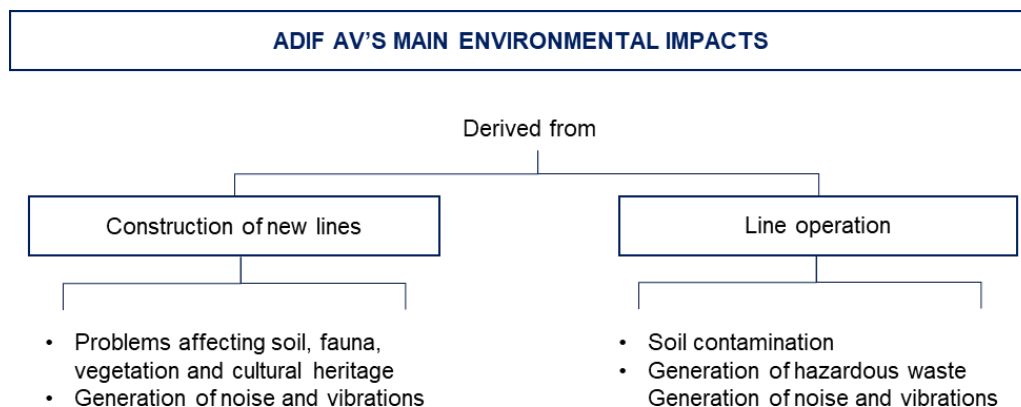 ADIF AV’S MAIN ENVIRONMENTAL IMPACTS
Derived from
Construction of new lines
Line operation
• Problems affecting soil, fauna,
vegetation and cultural heritage
• Generation of noise and vibrations
• Soil contamination
• Generation of hazardous waste
Generation of noise and vibrations